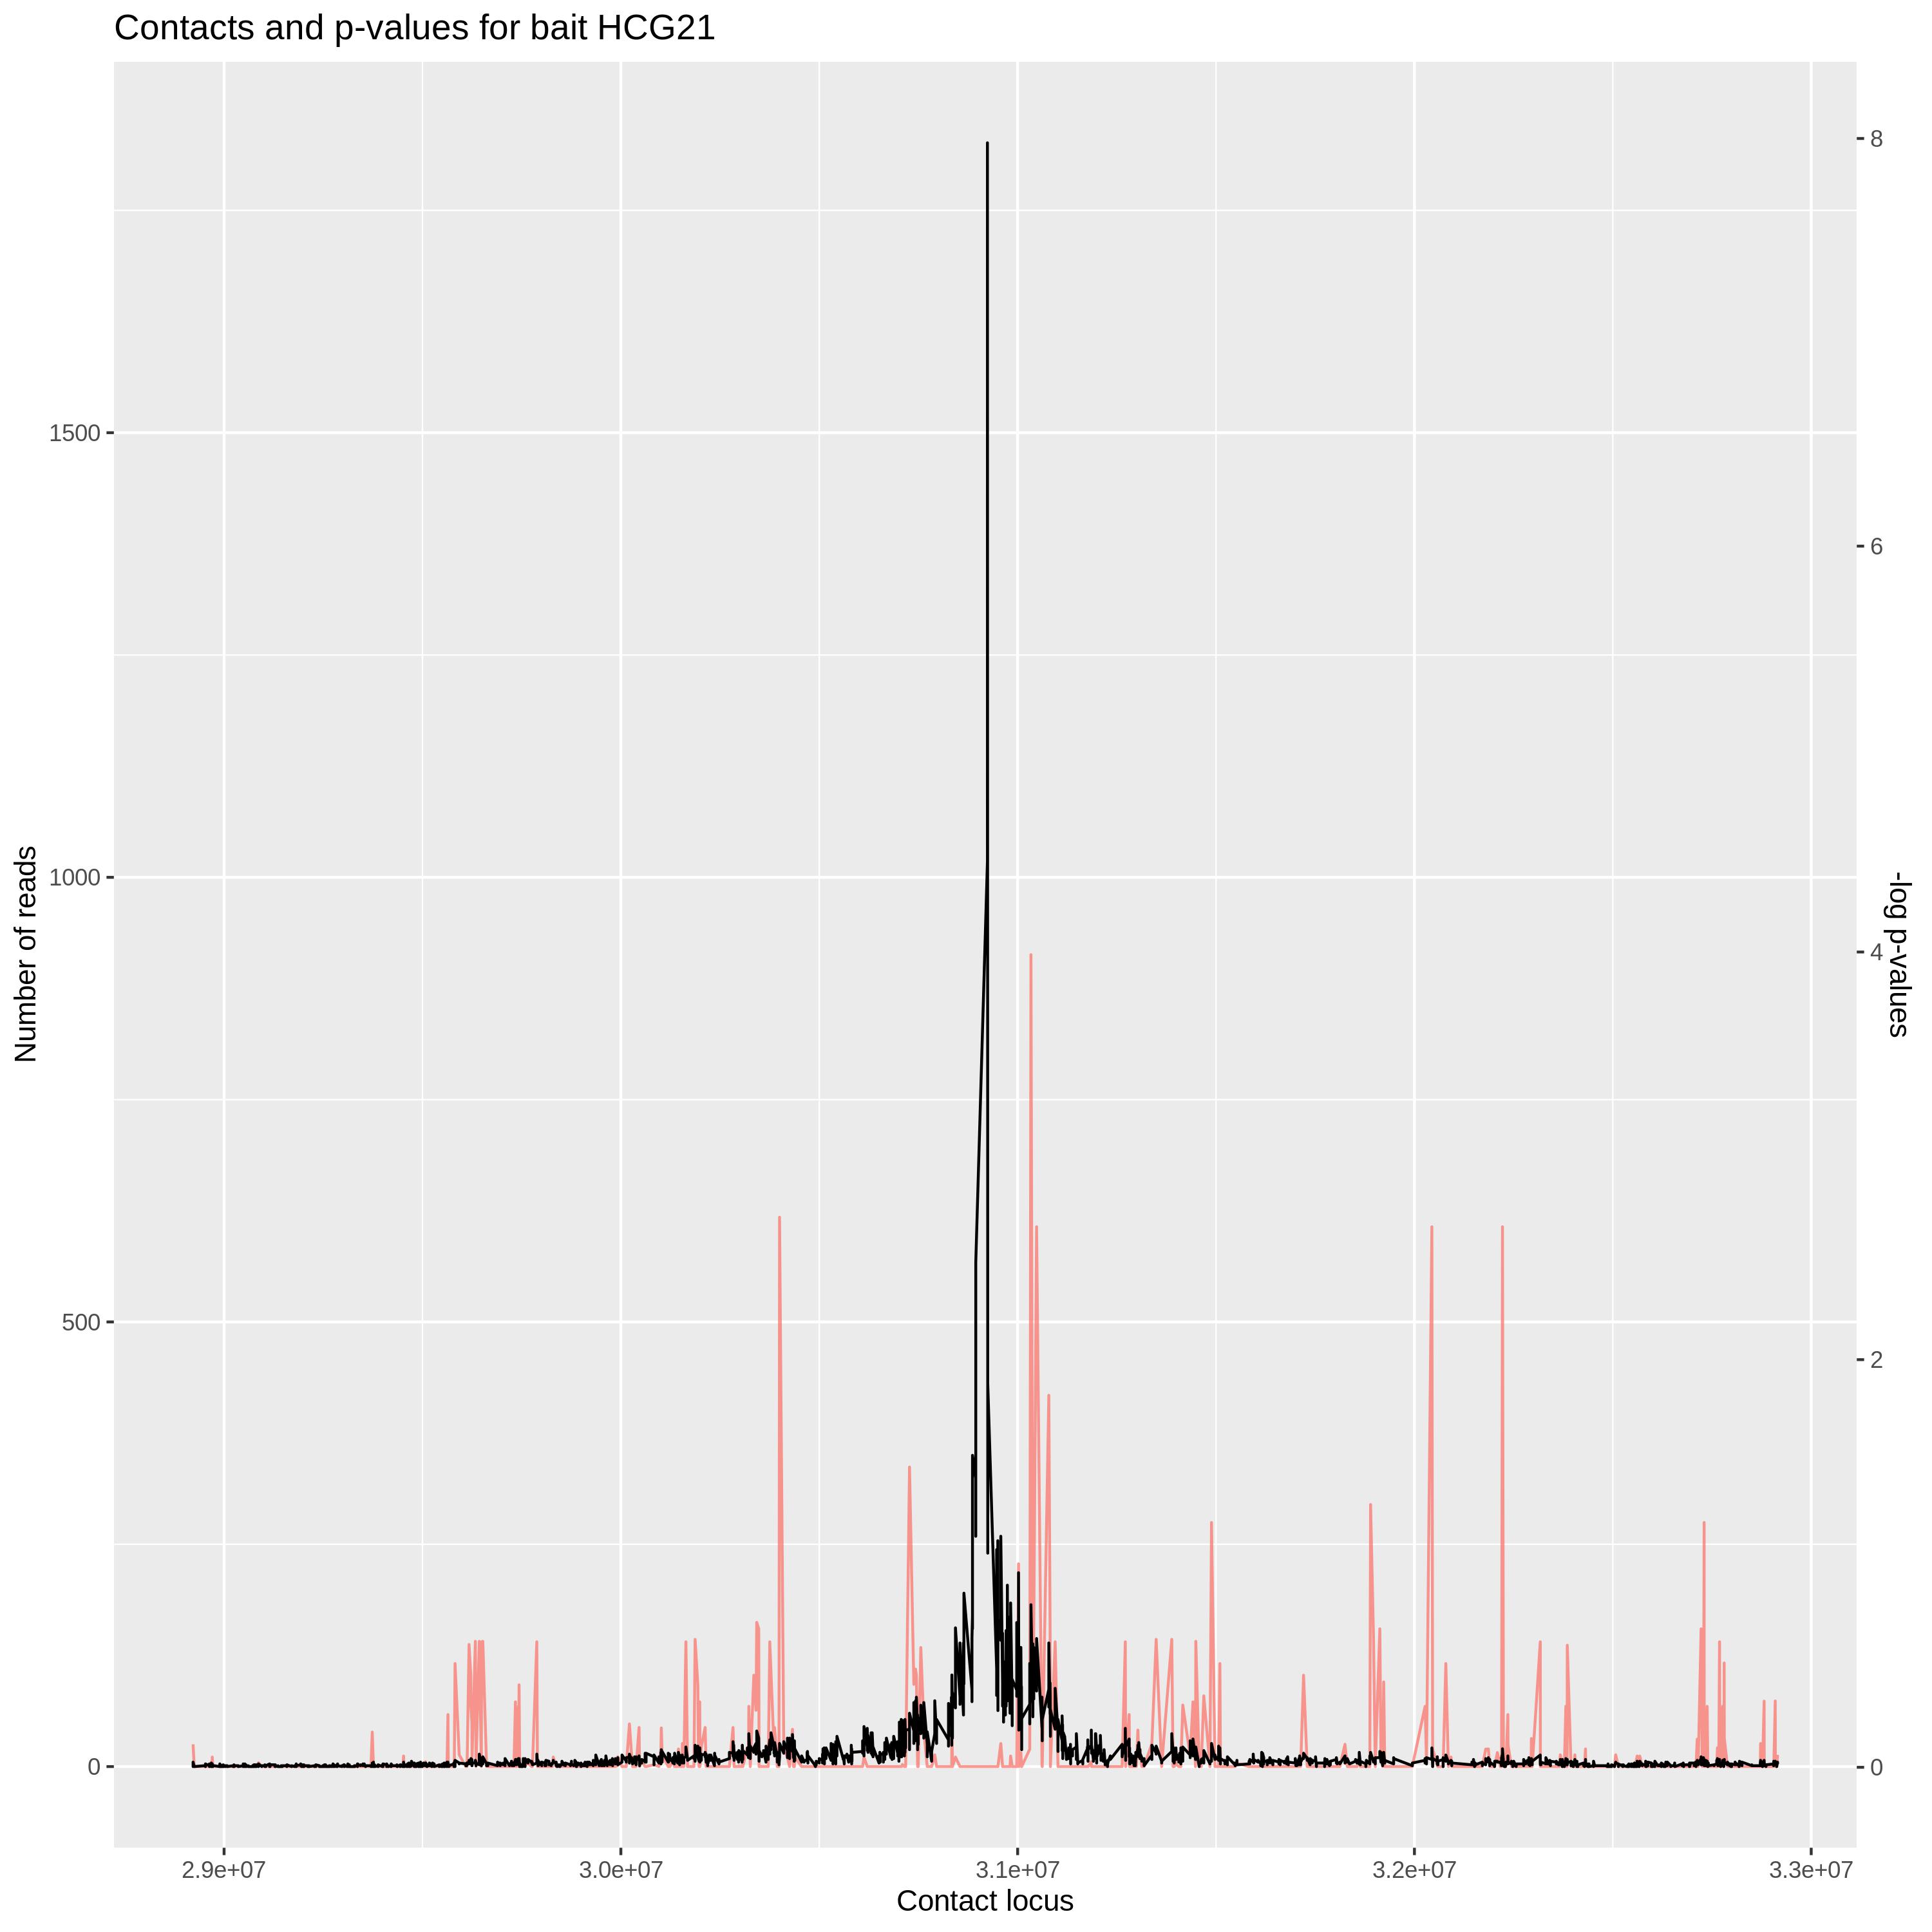 Contacts and p-values for bait HCG21
Number of reads
1500
1000
500
0
8
6
4
2
0
-log p-values
2.9e+07
3.0e+07
3.1e+07
3.2e+07
3.3e+07
Contact locus